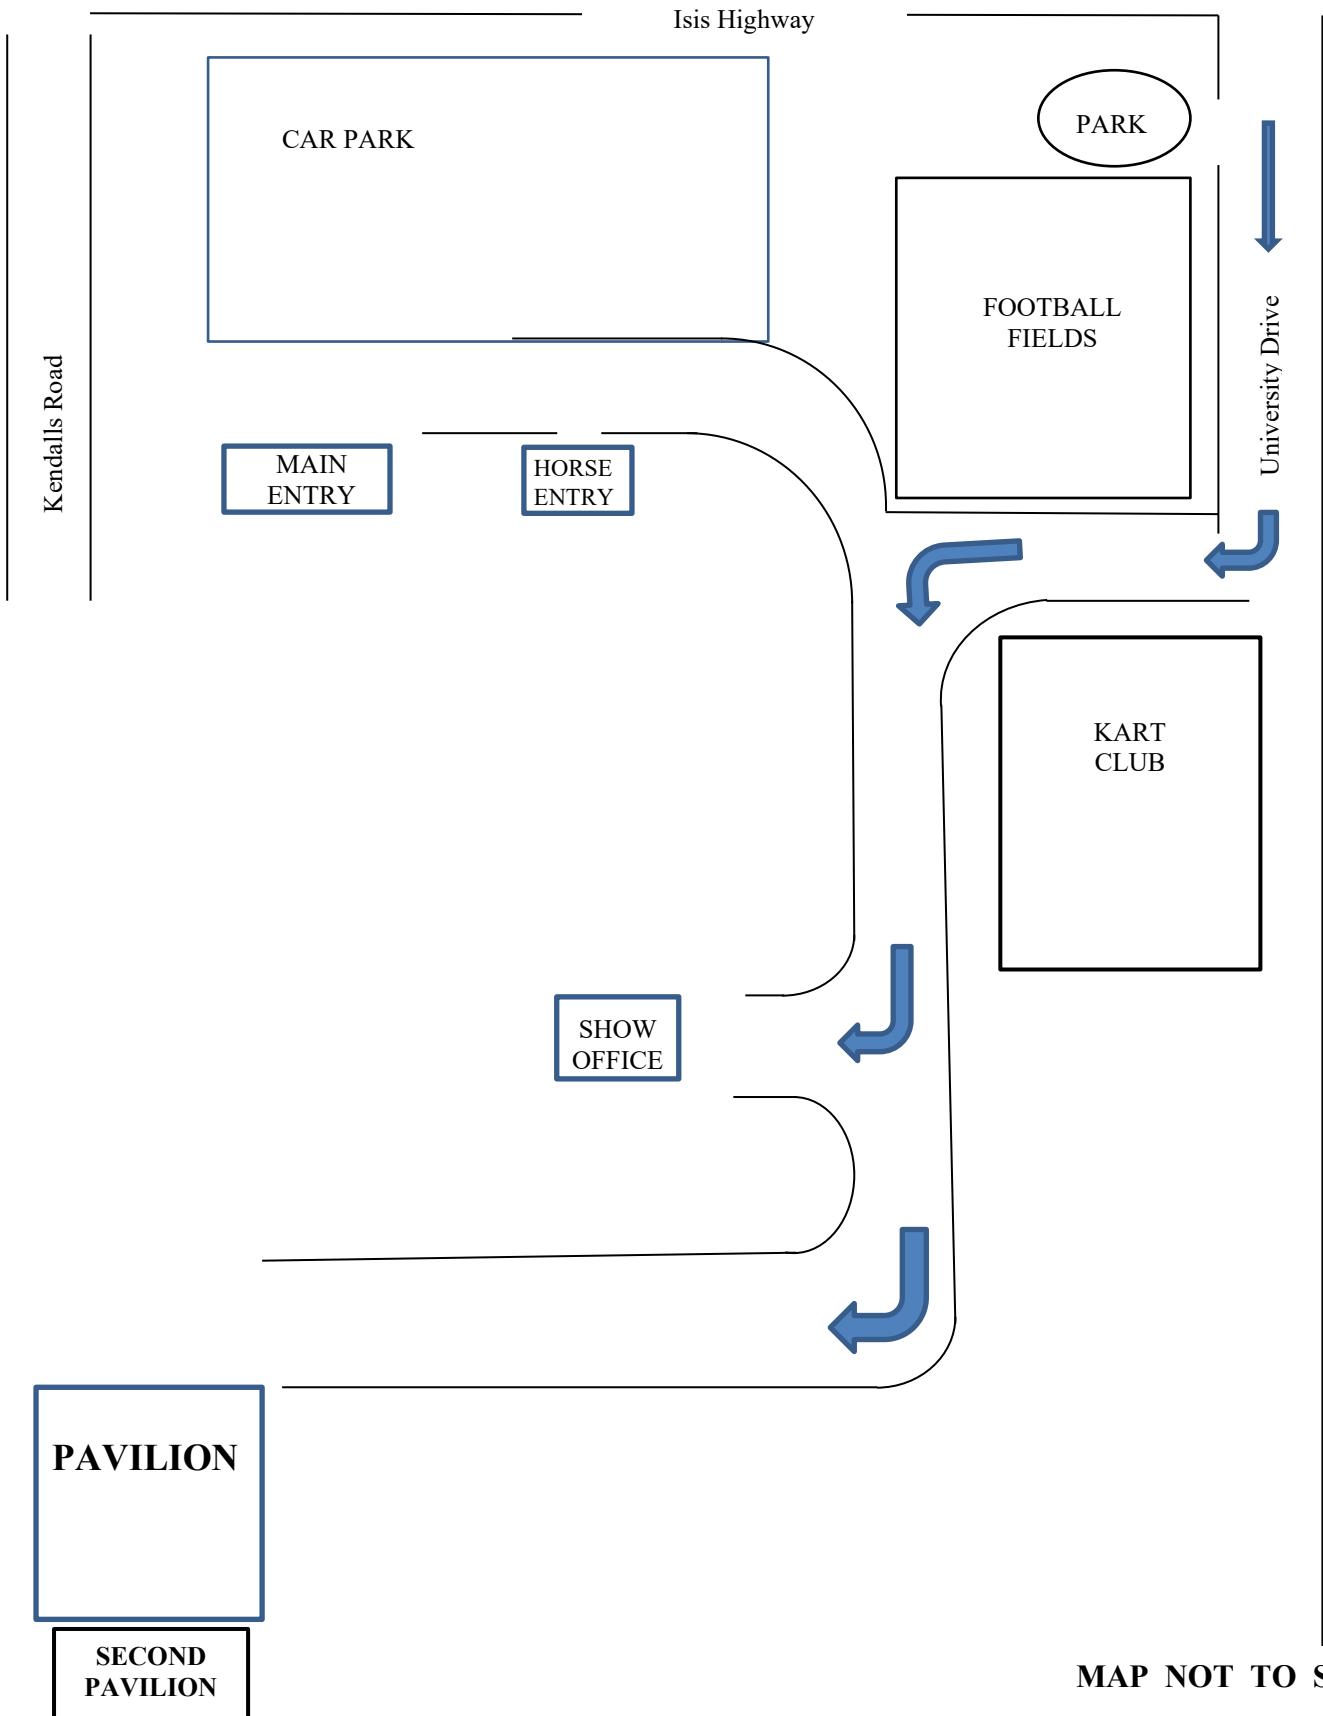 Isis Highway
CAR PARK
PARK
FOOTBALL
FIELDS
University Drive
Kendalls Road
MAIN
ENTRY
HORSE
ENTRY
KART
CLUB
SHOW
OFFICE
PAVILION
SECOND
PAVILION
MAP NOT TO S